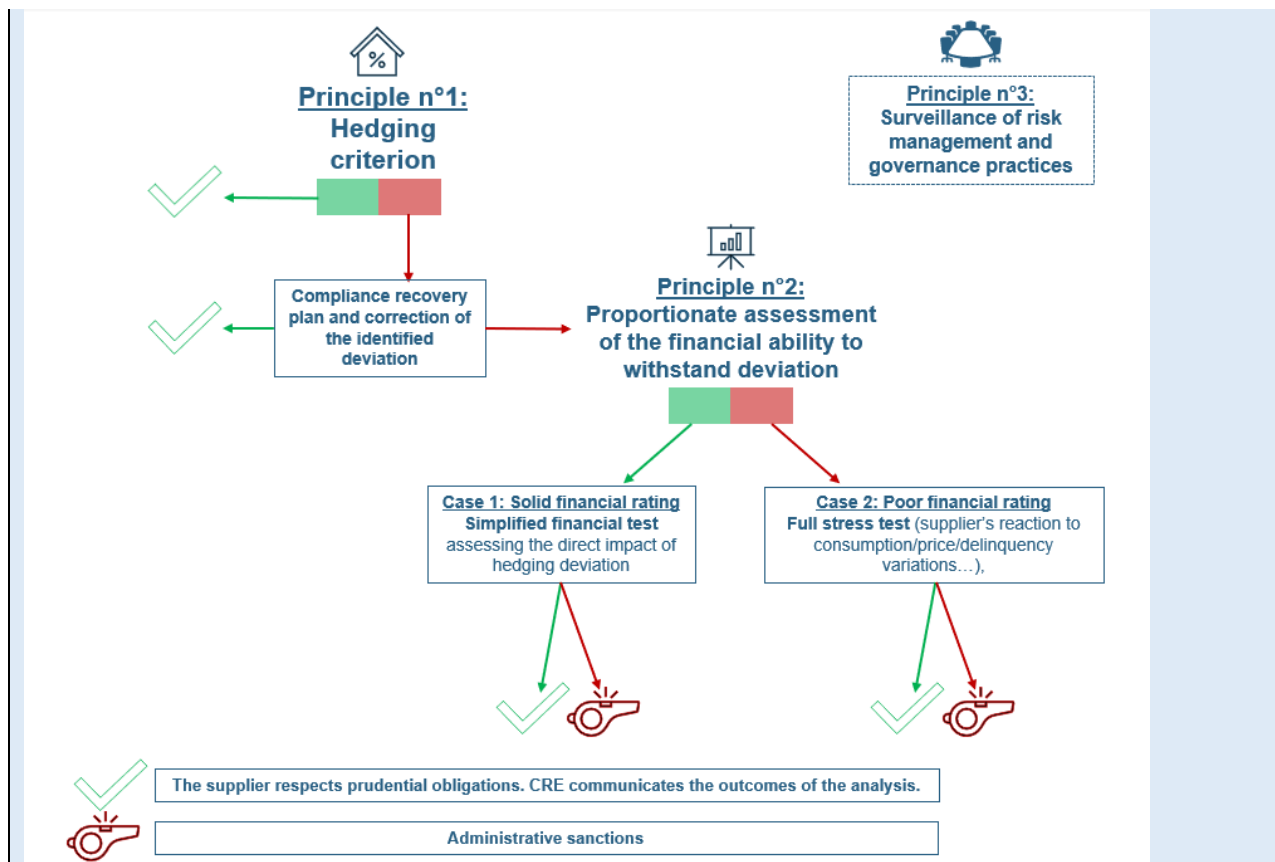 %
Principle n°1:
Hedging
criterion
Principle n°3:
Surveillance of risk
management and
governance practices
Compliance recovery
plan and correction of
the identified
deviation
Principle n°2:
Proportionate assessment
of the financial ability to
withstand deviation
Case 1: Solid financial rating
Simplified financial test
assessing the direct impact of
hedging deviation
Case 2: Poor financial rating
Full stress test (supplier's reaction to
consumption/price/delinquency
variations…),
The supplier respects prudential obligations. CRE communicates the outcomes of the analysis.
Administrative sanctions